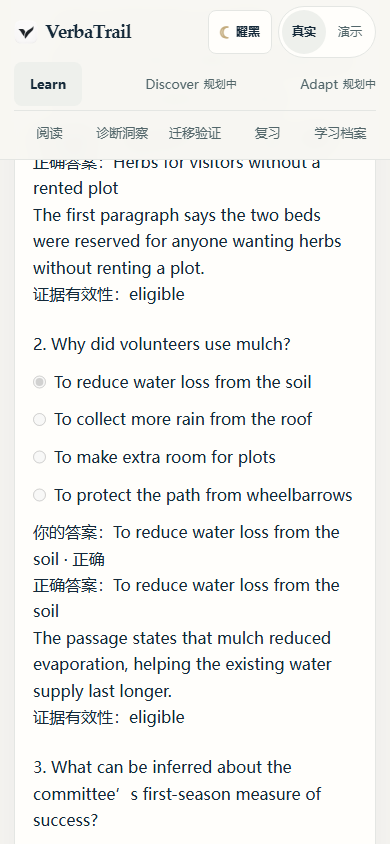 VerbaTrail
曜黑
真实
演示
Learn
Discover 规划中
Adapt 规划中
阅读
诊断洞察
迁移验证
复习
学习档案
正确答案：Herbs for visitors without a
rented plot
The first paragraph says the two beds
were reserved for anyone wanting herbs
without renting a plot.
证据有效性：eligible
2. Why did volunteers use mulch?
To reduce water loss from the soil
To collect more rain from the roof
To make extra room for plots
To protect the path from wheelbarrows
你的答案：To reduce water loss from the
soil · 正确
正确答案：To reduce water loss from the
soil
The passage states that mulch reduced
evaporation, helping the existing water
supply last longer.
证据有效性：eligible
3. What can be inferred about the
committee’s first-season measure of
success?